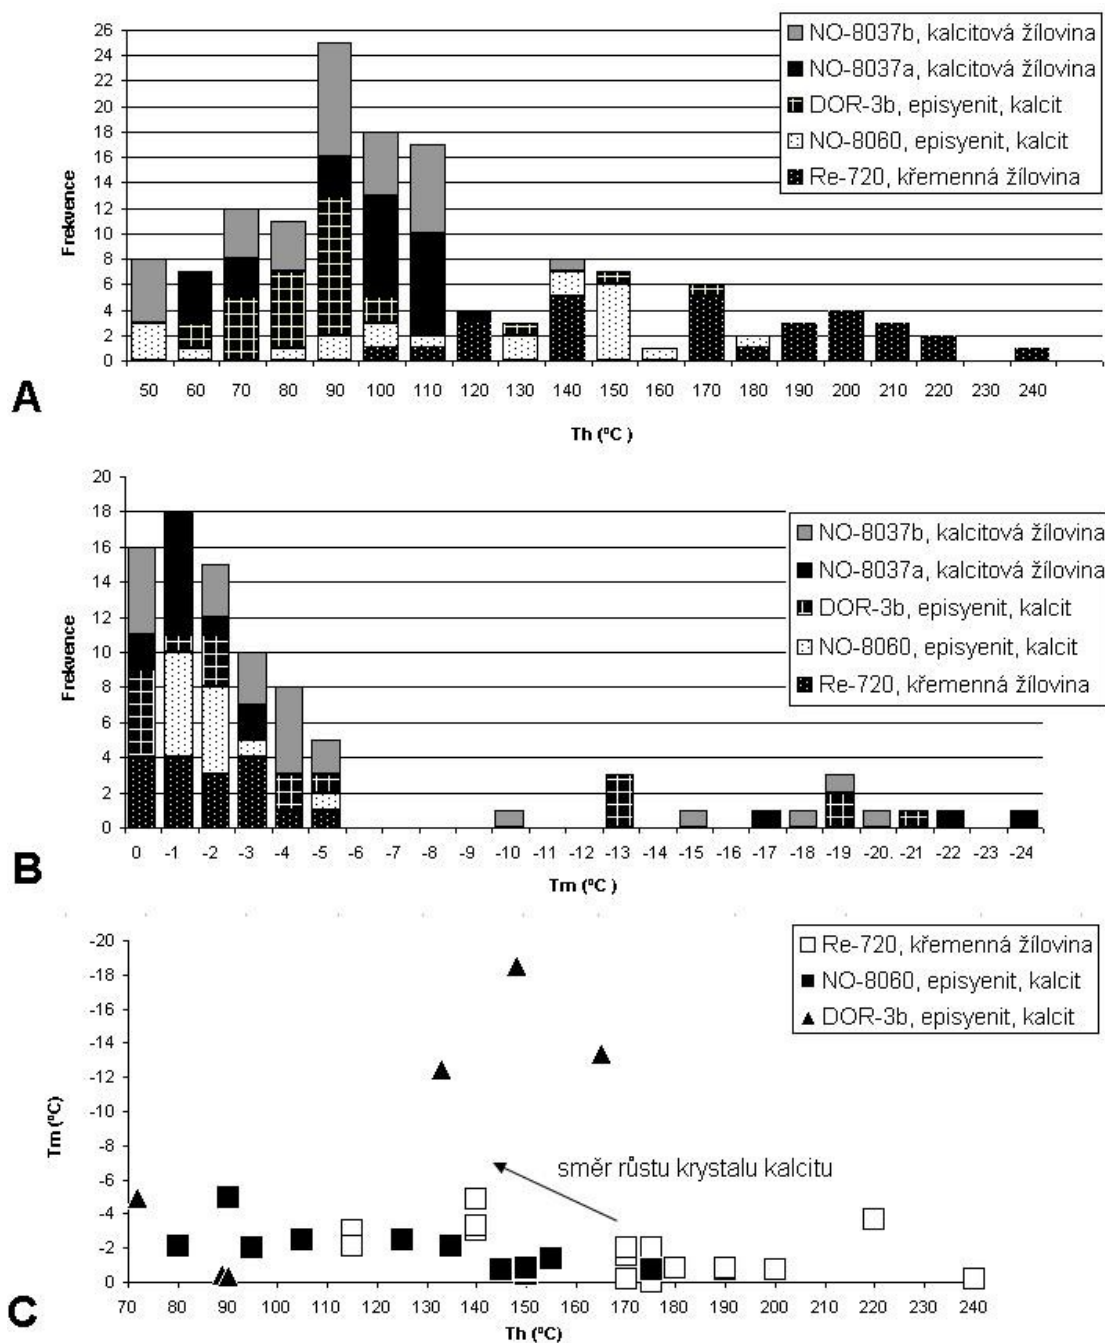 26
24
22
20
18
16
14
12
10
8
6
4
2
0
Frekvence
NO-8037b, kalcitová žílovina
NO-8037a, kalcitová žílovina
DOR-3b, episyenit, kalcit
NO-8060, episyenit, kalcit
Re-720, křemenná žílovina
50 60 70 80 90 100 110 120 130 140 150 160 170 180 190 200 210 220 230 240
A
Th (ºC )
20
18
16
14
12
10
8
6
4
2
0
Frekvence
NO-8037b, kalcitová žílovina
NO-8037a, kalcitová žílovina
DOR-3b, episyenit, kalcit
NO-8060, episyenit, kalcit
Re-720, křemenná žílovina
0 -1 -2 -3 -4 -5 -6 -7 -8 -9 -10 -11 -12 -13 -14 -15 -17 -18 -19 -20. -21 -22 -24
B
Tm (ºC )
-20
-18
-16
-14
-12
-10
-8
-6
-4
-2
0
Tm (ºC)
Re-720, křemenná žílovina
NO-8060, episyenit, kalcit
DOR-3b, episyenit, kalcit
směr růstu krystalu kalcitu
C
70 80 90 100 110 120 130 140 150 160 170 180 190 200 210 220 230 240
Th (ºC)